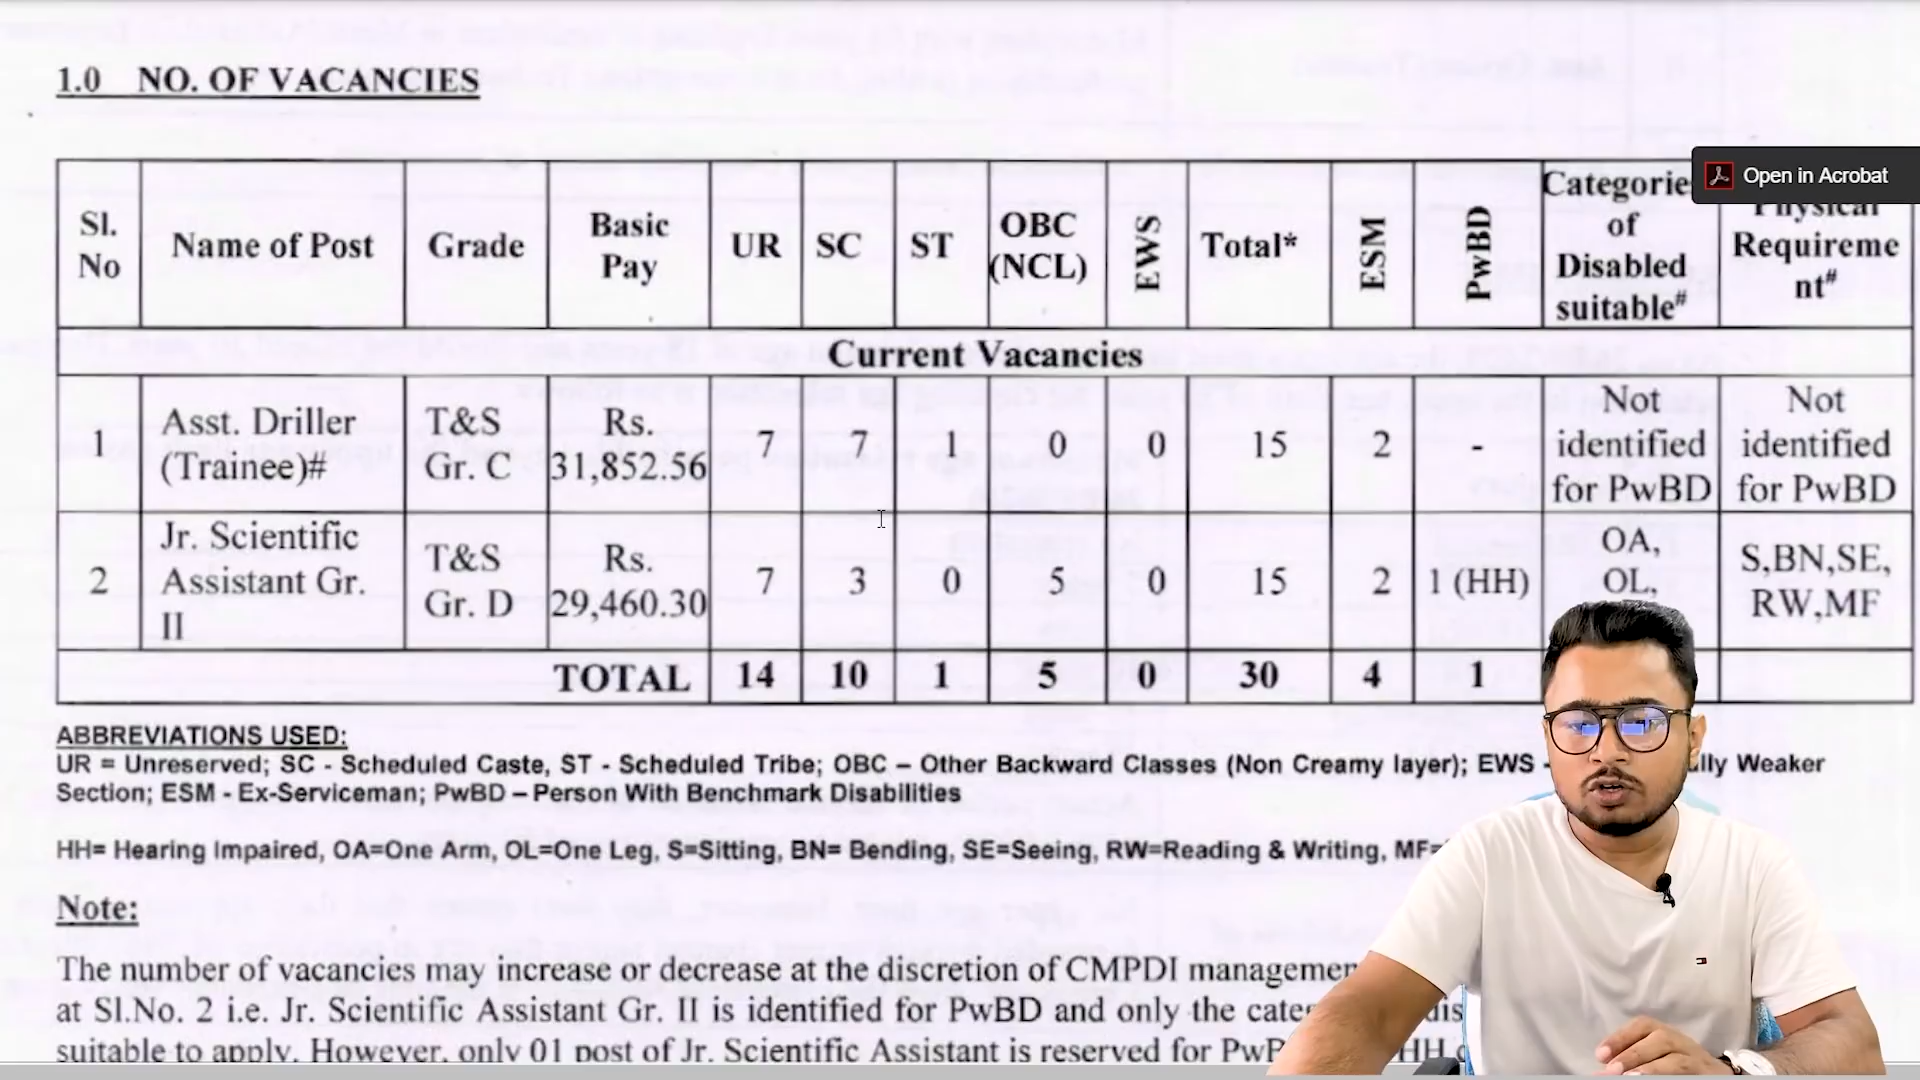 1.0 NO. OF VACANCIES
Open in Acrobat
Sl. No
Name of Post
Grade
Basic Pay
UR
SC
ST
OBC (NCL)
EWS
Total*
ESM
PwBD
Categorie of Disabled suitable#
Physical Requireme nt#
Current Vacancies
1
Asst. Driller (Trainee)#
T&S Gr. C
Rs. 31,852.56
7
7
1
0
0
15
2
-
Not identified for PwBD
Not identified for PwBD
2
Jr. Scientific Assistant Gr. II
T&S Gr. D
Rs. 29,460.30
7
3
0
5
0
15
2
1 (HH)
OA, OL,
S,BN,SE, RW,MF
TOTAL
14
10
1
5
0
30
4
1
ABBREVIATIONS USED:
UR = Unreserved; SC - Scheduled Caste, ST - Scheduled Tribe; OBC – Other Backward Classes (Non Creamy layer); EWS - lly Weaker
Section; ESM - Ex-Serviceman; PwBD – Person With Benchmark Disabilities
HH= Hearing Impaired, OA=One Arm, OL=One Leg, S=Sitting, BN= Bending, SE=Seeing, RW=Reading & Writing, MF=
Note:
The number of vacancies may increase or decrease at the discretion of CMPDI managemen
at Sl.No. 2 i.e. Jr. Scientific Assistant Gr. II is identified for PwBD and only the cate dis
suitable to apply. However, only 01 post of Jr. Scientific Assistant is reserved for PwB HH